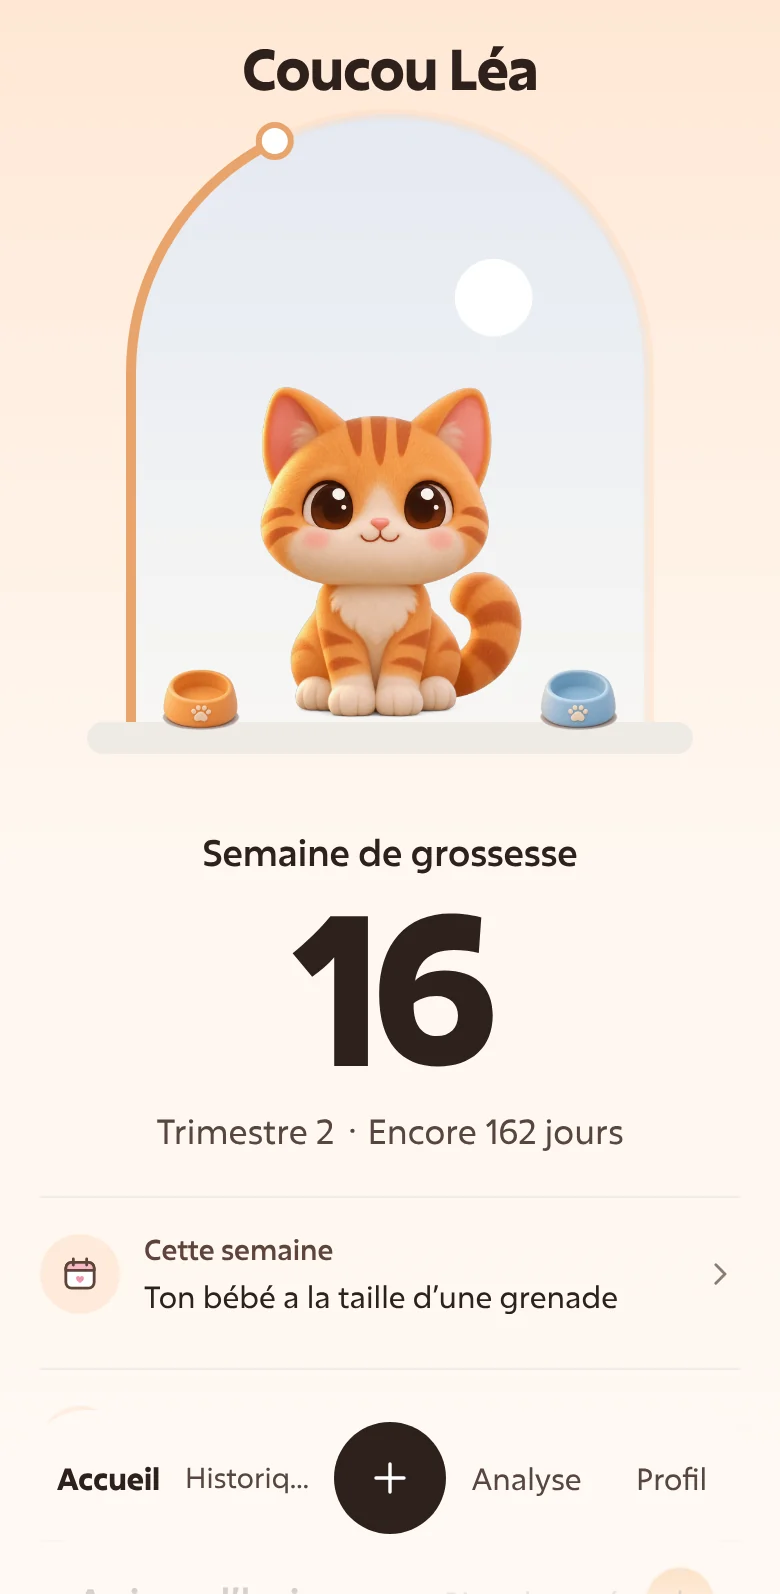 Coucou Léa
Semaine de grossesse
16
Trimestre 2 · Encore 162 jours
Cette semaine
Ton bébé a la taille d’une grenade
Accueil
Historiq...
Analyse
Profil